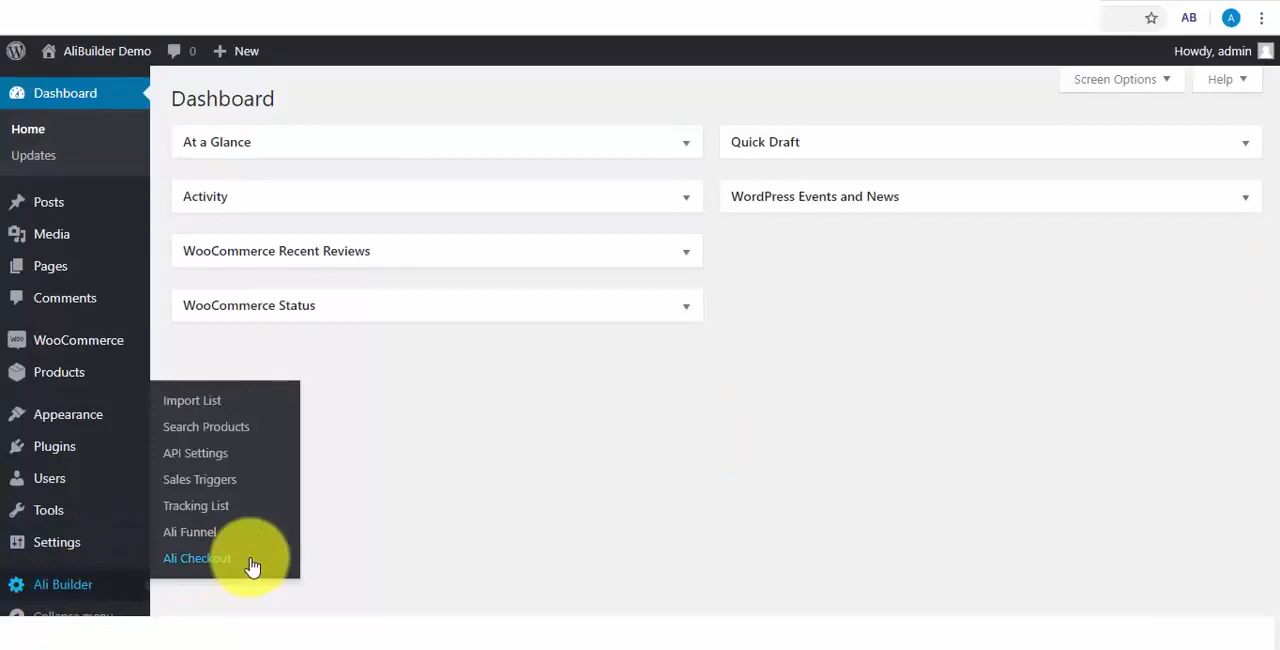 AB
A
AliBuilder Demo
0
New
Howdy, admin
Dashboard
Home
Updates
Posts
Media
Pages
Comments
WooCommerce
Products
Appearance
Plugins
Users
Tools
Settings
Ali Builder
Collapse menu
Import List
Search Products
API Settings
Sales Triggers
Tracking List
Ali Funnel
Ali Checkout
Screen Options
Help
Dashboard
At a Glance
Activity
WooCommerce Recent Reviews
WooCommerce Status
Quick Draft
WordPress Events and News